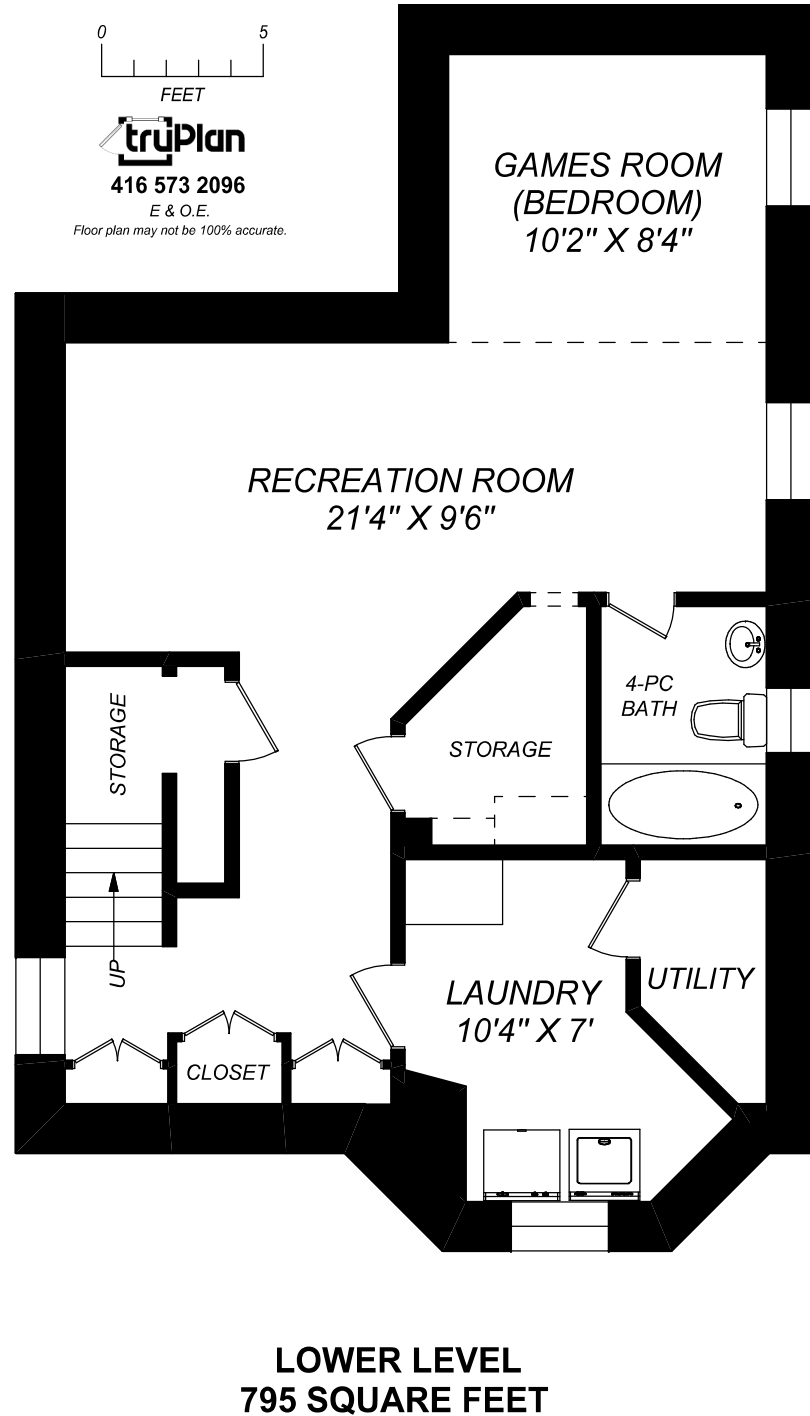 0 5
FEET
tryPlan
416 573 2096
E & O.E.
Floor plan may not be 100% accurate.
GAMES ROOM
(BEDROOM)
10'2" X 8'4"
RECREATION ROOM
21'4" X 9'6"
STORAGE
4-PC
BATH
STORAGE
UP
LAUNDRY
10'4" X 7'
UTILITY
CLOSET
LOWER LEVEL
795 SQUARE FEET